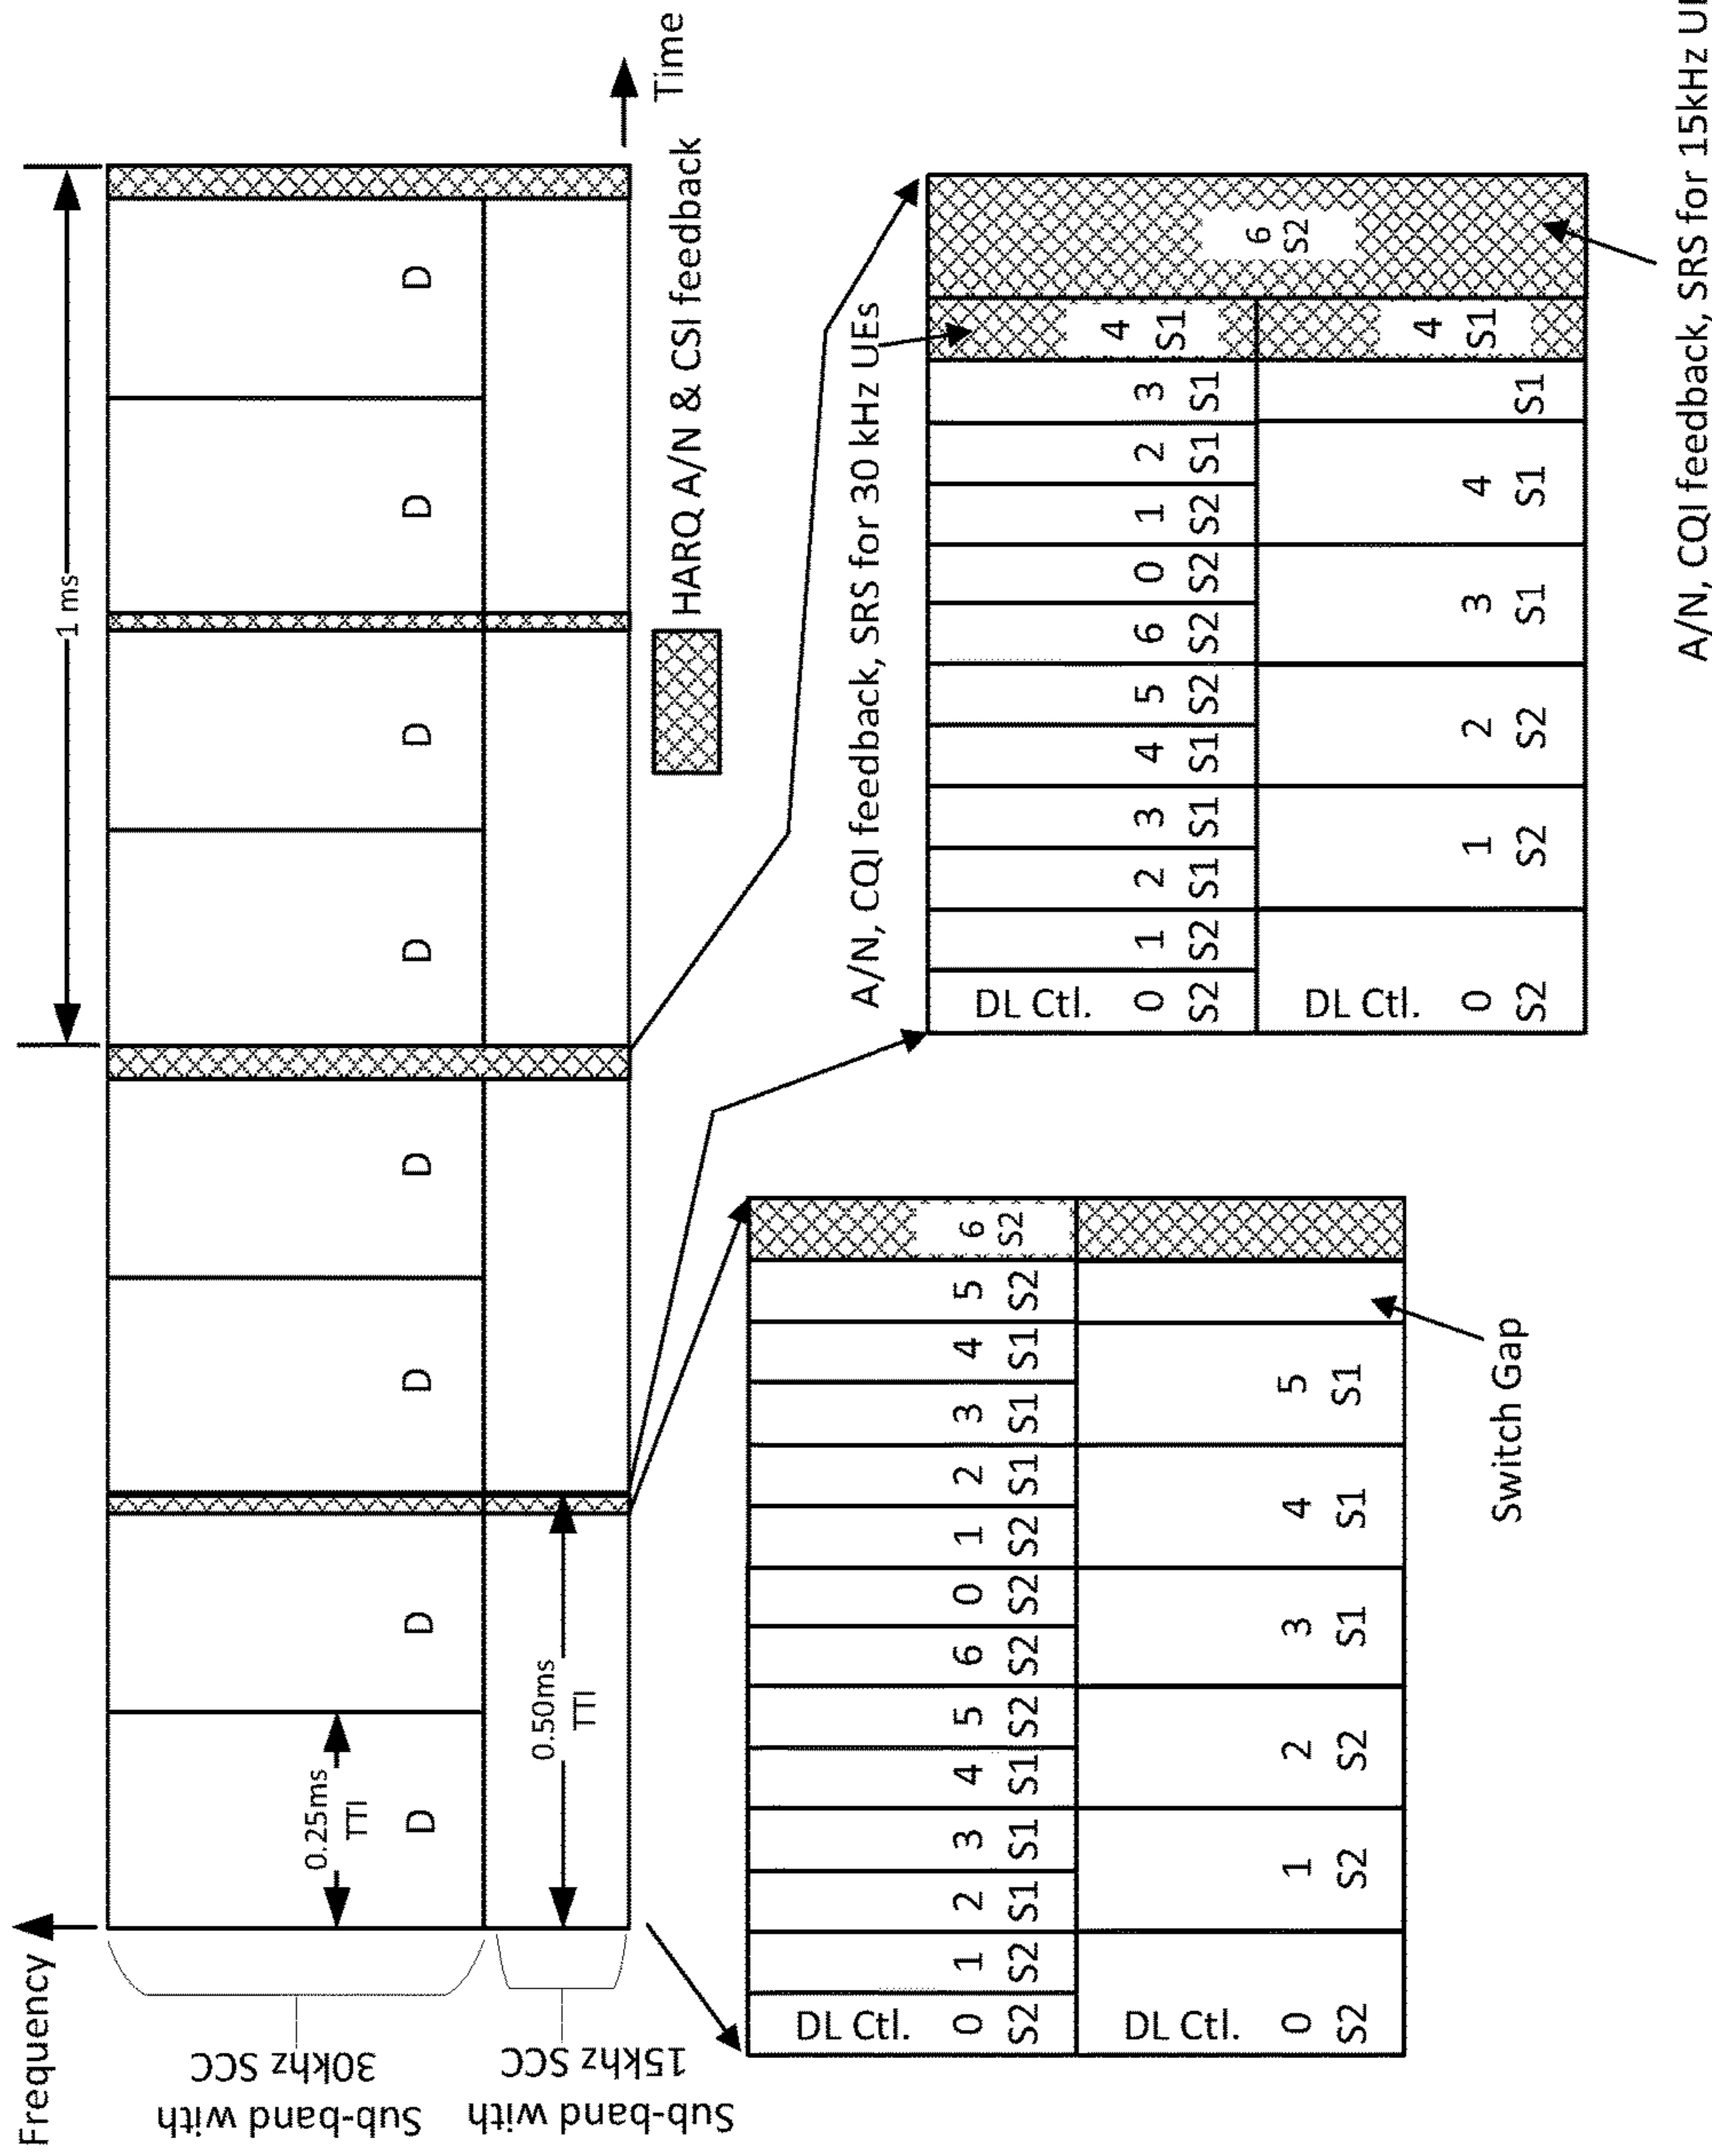 Frequency
1 ms
Sub-band with
30khz SCC
0.25ms
TTI
D
D
D
D
D
D
D
D
Sub-band with
15khz SCC
0.50ms
TTI
Time
HARQ A/N & CSI feedback
DL Ctl.
0 1 2 3 4 5 6 0 1 2 3 4 5 6
S2 S2 S1 S1 S1 S2 S2 S2 S2 S1 S1 S1 S2 S2
DL Ctl.
0 1 2 3 4 5
S2 S2 S2 S1 S1 S1
Switch Gap
A/N, CQI feedback, SRS for 30 kHz UEs
DL Ctl.
0 1 2 3 4 5 6 0 1 2 3 4 6
S2 S2 S1 S1 S1 S2 S2 S2 S2 S1 S1 S1 S2
DL Ctl.
0 1 2 3 4 4
S2 S2 S2 S1 S1 S1 S1
A/N, CQI feedback, SRS for 15kHz